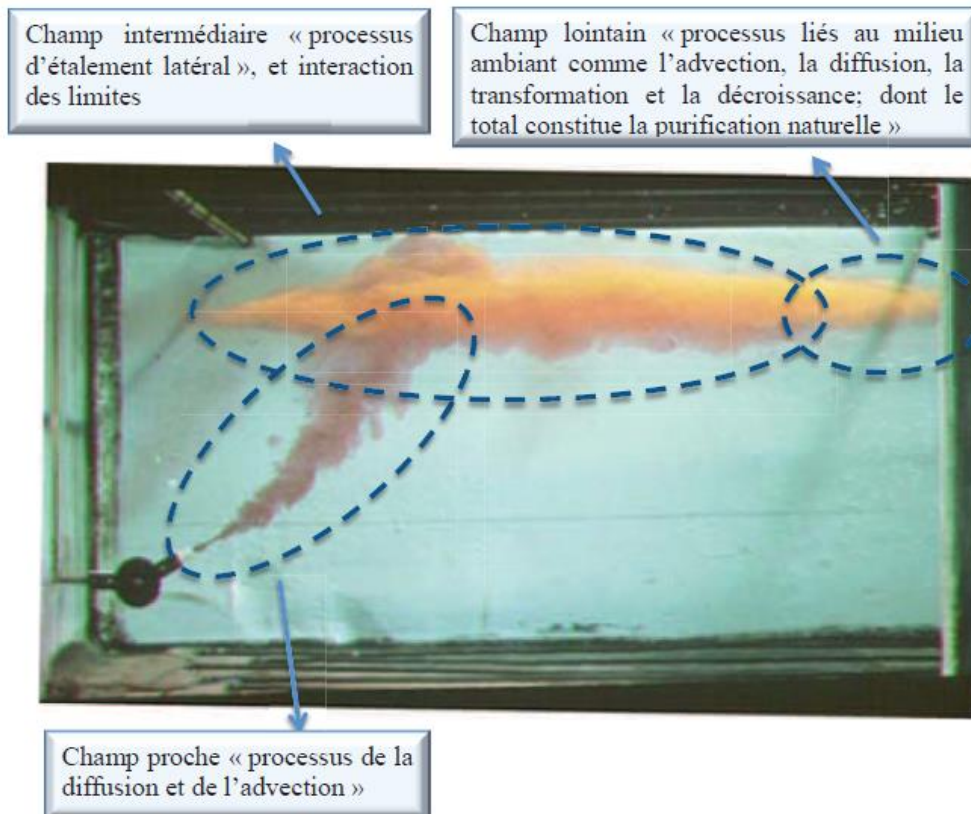 Champ intermédiaire « processus
d'étalement latéral », et interaction
des limites
Champ lointain « processus liés au milieu
ambiant comme l'advection, la diffusion, la
transformation et la décroissance; dont le
total constitue la purification naturelle »
Champ proche « processus de la
diffusion et de l'advection »